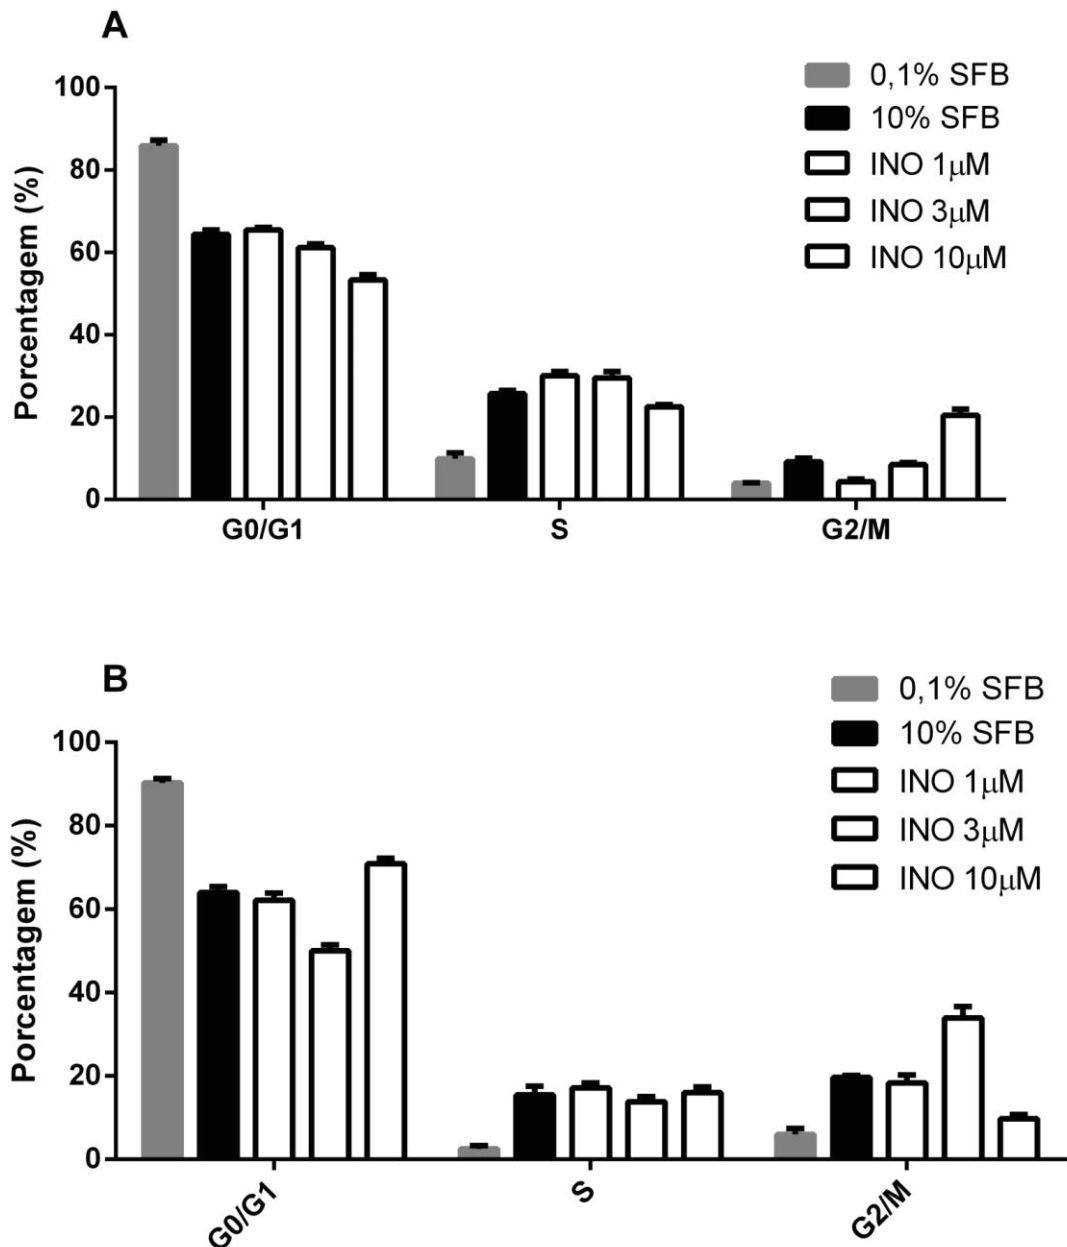 A
0,1% SFB
10% SFB
INO 1µM
INO 3µM
INO 10µM
Porcentagem (%)
100
80
60
40
20
0
G0/G1 S G2/M
B
0,1% SFB
10% SFB
INO 1µM
INO 3µM
INO 10µM
Porcentagem (%)
100
80
60
40
20
0
G0/G1 S G2/M